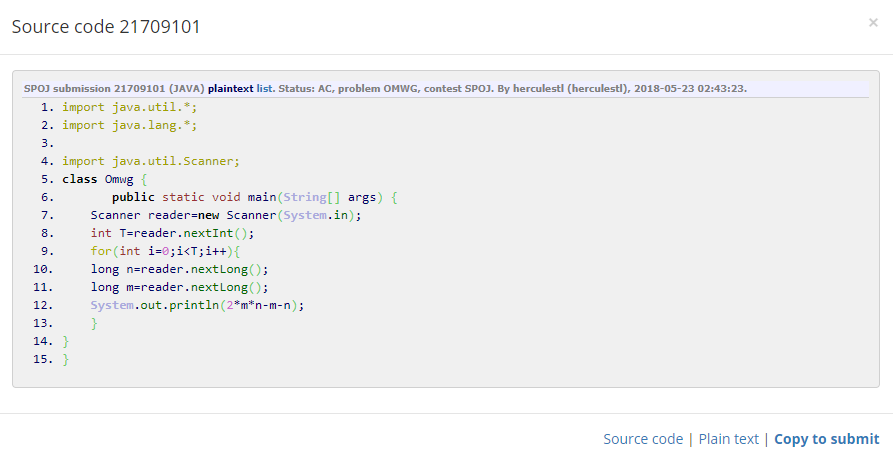 Source code 21709101
×
SPOJ submission 21709101 (JAVA) plaintext list. Status: AC, problem OMWG, contest SPOJ. By herculestl (herculestl), 2018-05-23 02:43:23.
1. import java.util.*;
2. import java.lang.*;
3.
4. import java.util.Scanner;
5. class Omwg {
6. public static void main(String[] args) {
7. Scanner reader=new Scanner(System.in);
8. int T=reader.nextInt();
9. for(int i=0;i<T;i++){
10. long n=reader.nextLong();
11. long m=reader.nextLong();
12. System.out.println(2*m*n-m-n);
13. }
14. }
15. }
Source code | Plain text | Copy to submit